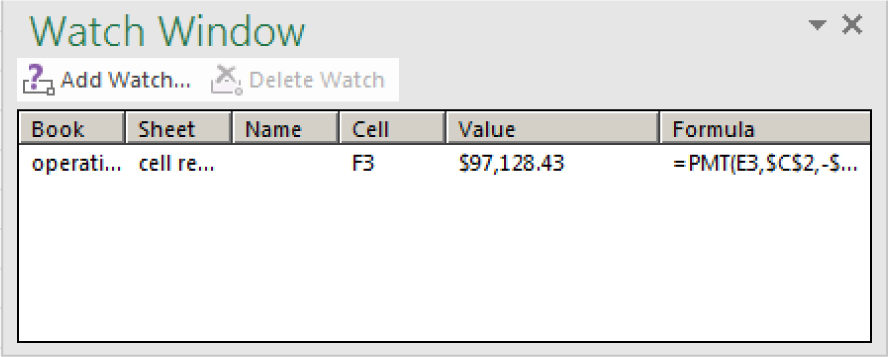 Watch Window
Add Watch... Delete Watch
Book Sheet Name Cell Value Formula
operati... cell re... F3 $97,128.43 =PMT(E3,$C$2,-$...